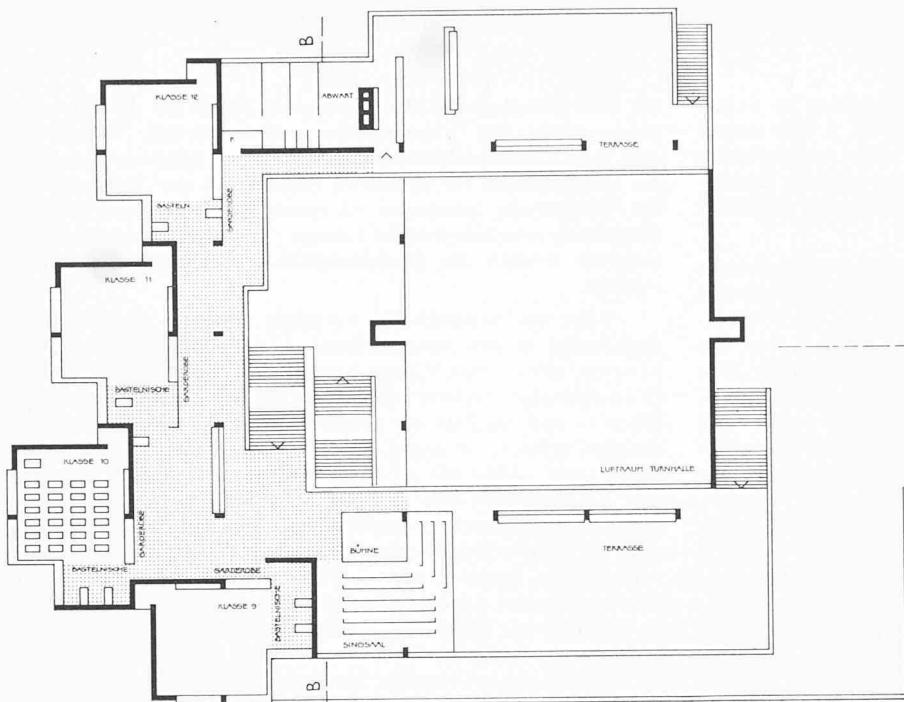 B
KLASSE 12
ABWART
P.
TERRASSE
BASTELN
GARDEROBE
KLASSE 11
GARDEROBE
BASTELNISCHE
KLASSE 10
LUFTRAUM TURNHALLE
GARDEROBE
BÜHNE
TERRASSE
BASTELNISCHE
GARDEROBE
KLASSE 9
BASTELNISCHE
SINGSAAL
B